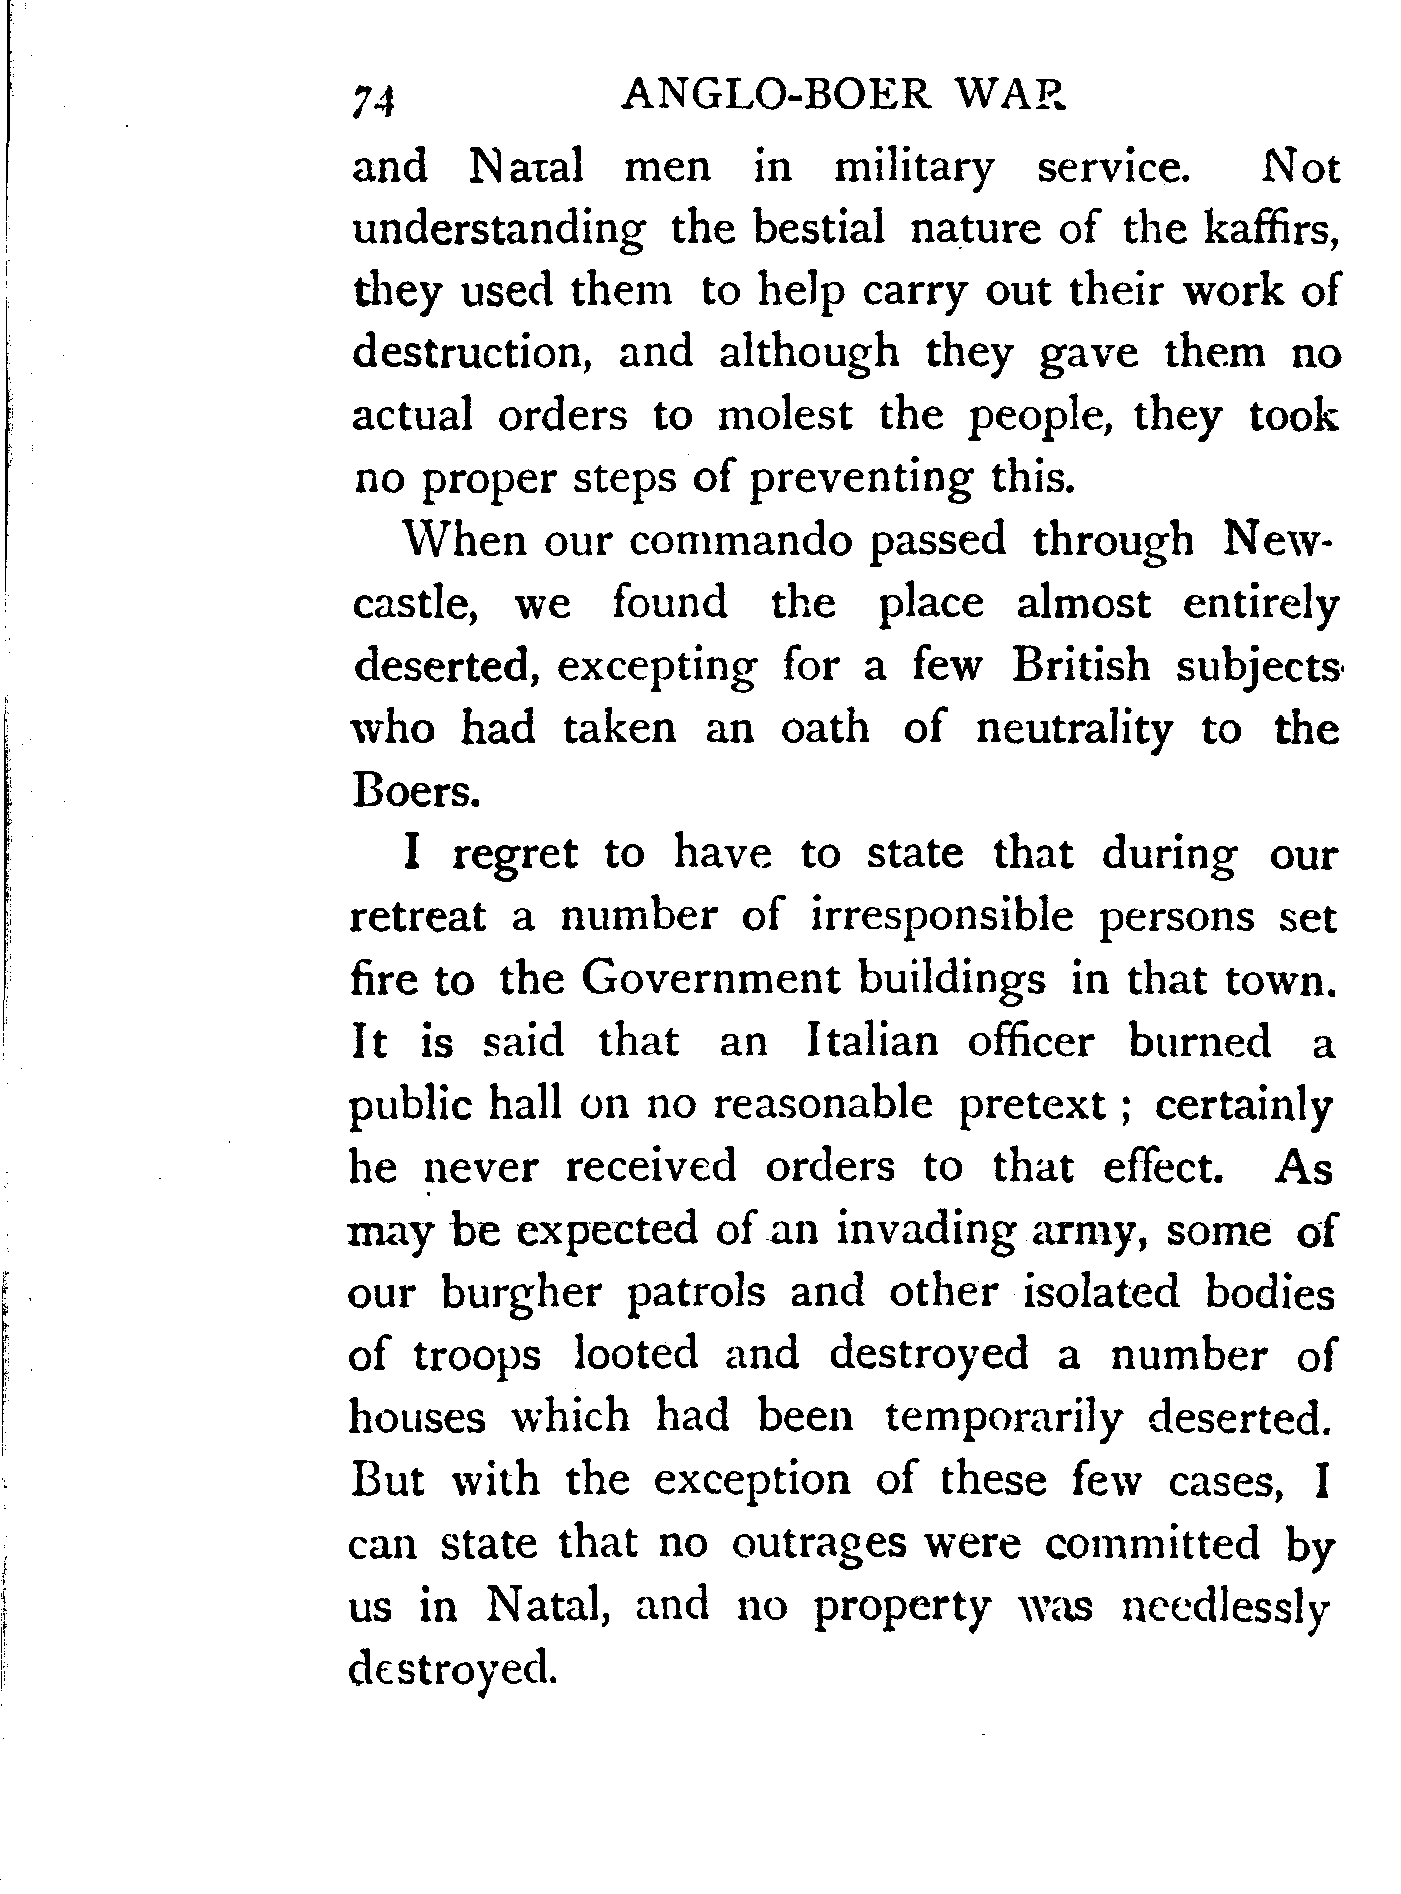 74 ANGLO-BOER WAR
and Natal men in military service. Not
understanding the bestial nature of the kaffirs,
they used them to help carry out their work of
destruction, and although they gave them no
actual orders to molest the people, they took
no proper steps of preventing this.
When our commando passed through New-
castle, we found the place almost entirely
deserted, excepting for a few British subjects
who had taken an oath of neutrality to the
Boers.
I regret to have to state that during our
retreat a number of irresponsible persons set
fire to the Government buildings in that town.
It is said that an Italian officer burned a
public hall on no reasonable pretext ; certainly
he never received orders to that effect. As
may be expected of an invading army, some of
our burgher patrols and other isolated bodies
of troops looted and destroyed a number of
houses which had been temporarily deserted.
But with the exception of these few cases, I
can state that no outrages were committed by
us in Natal, and no property was needlessly
destroyed.